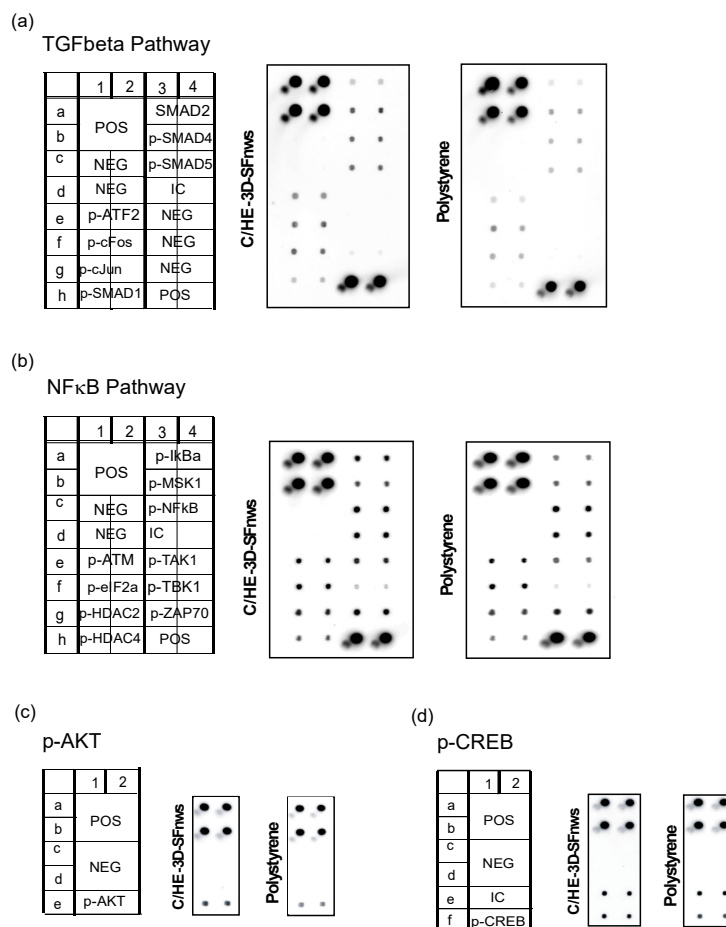 (a)
TGFbeta Pathway
1 2 3 4
a POS SMAD2
b p-SMAD4
c NEG p-SMAD5
d NEG IC
e p-ATF2 NEG
f p-cFos NEG
g p-cJun NEG
h p-SMAD1 POS
C/HE-3D-SFnws
Polystyrene
(b)
NFκB Pathway
1 2 3 4
a POS p-IkBa
b p-MSK1
c NEG p-NFkB
d NEG IC
e p-ATM p-TAK1
f p-eIF2a p-TBK1
g p-HDAC2 p-ZAP70
h p-HDAC4 POS
C/HE-3D-SFnws
Polystyrene
(c)
p-AKT
1 2
a POS
b
c NEG
d
e p-AKT
C/HE-3D-SFnws
Polystyrene
(d)
p-CREB
1 2
a POS
b
c NEG
d
e IC
f p-CREB
C/HE-3D-SFnws
Polystyrene